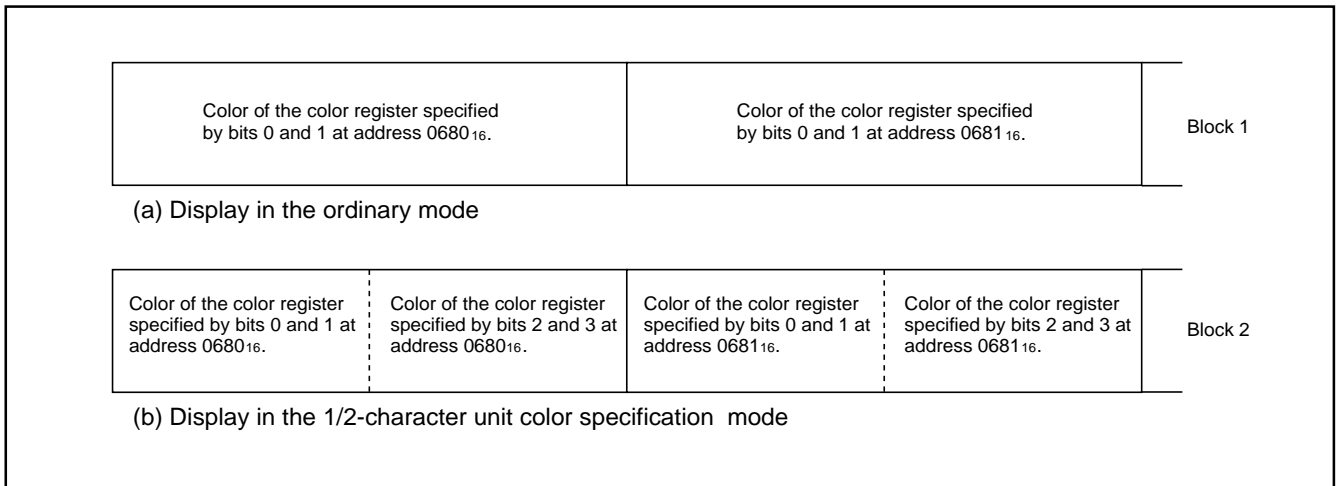 Color of the color register specified
by bits 0 and 1 at address 0680₁₆.
Color of the color register specified
by bits 0 and 1 at address 0681₁₆.
Block 1
(a) Display in the ordinary mode
Color of the color register
specified by bits 0 and 1 at
address 0680₁₆.
Color of the color register
specified by bits 2 and 3 at
address 0680₁₆.
Color of the color register
specified by bits 0 and 1 at
address 0681₁₆.
Color of the color register
specified by bits 2 and 3 at
address 0681₁₆.
Block 2
(b) Display in the 1/2-character unit color specification mode